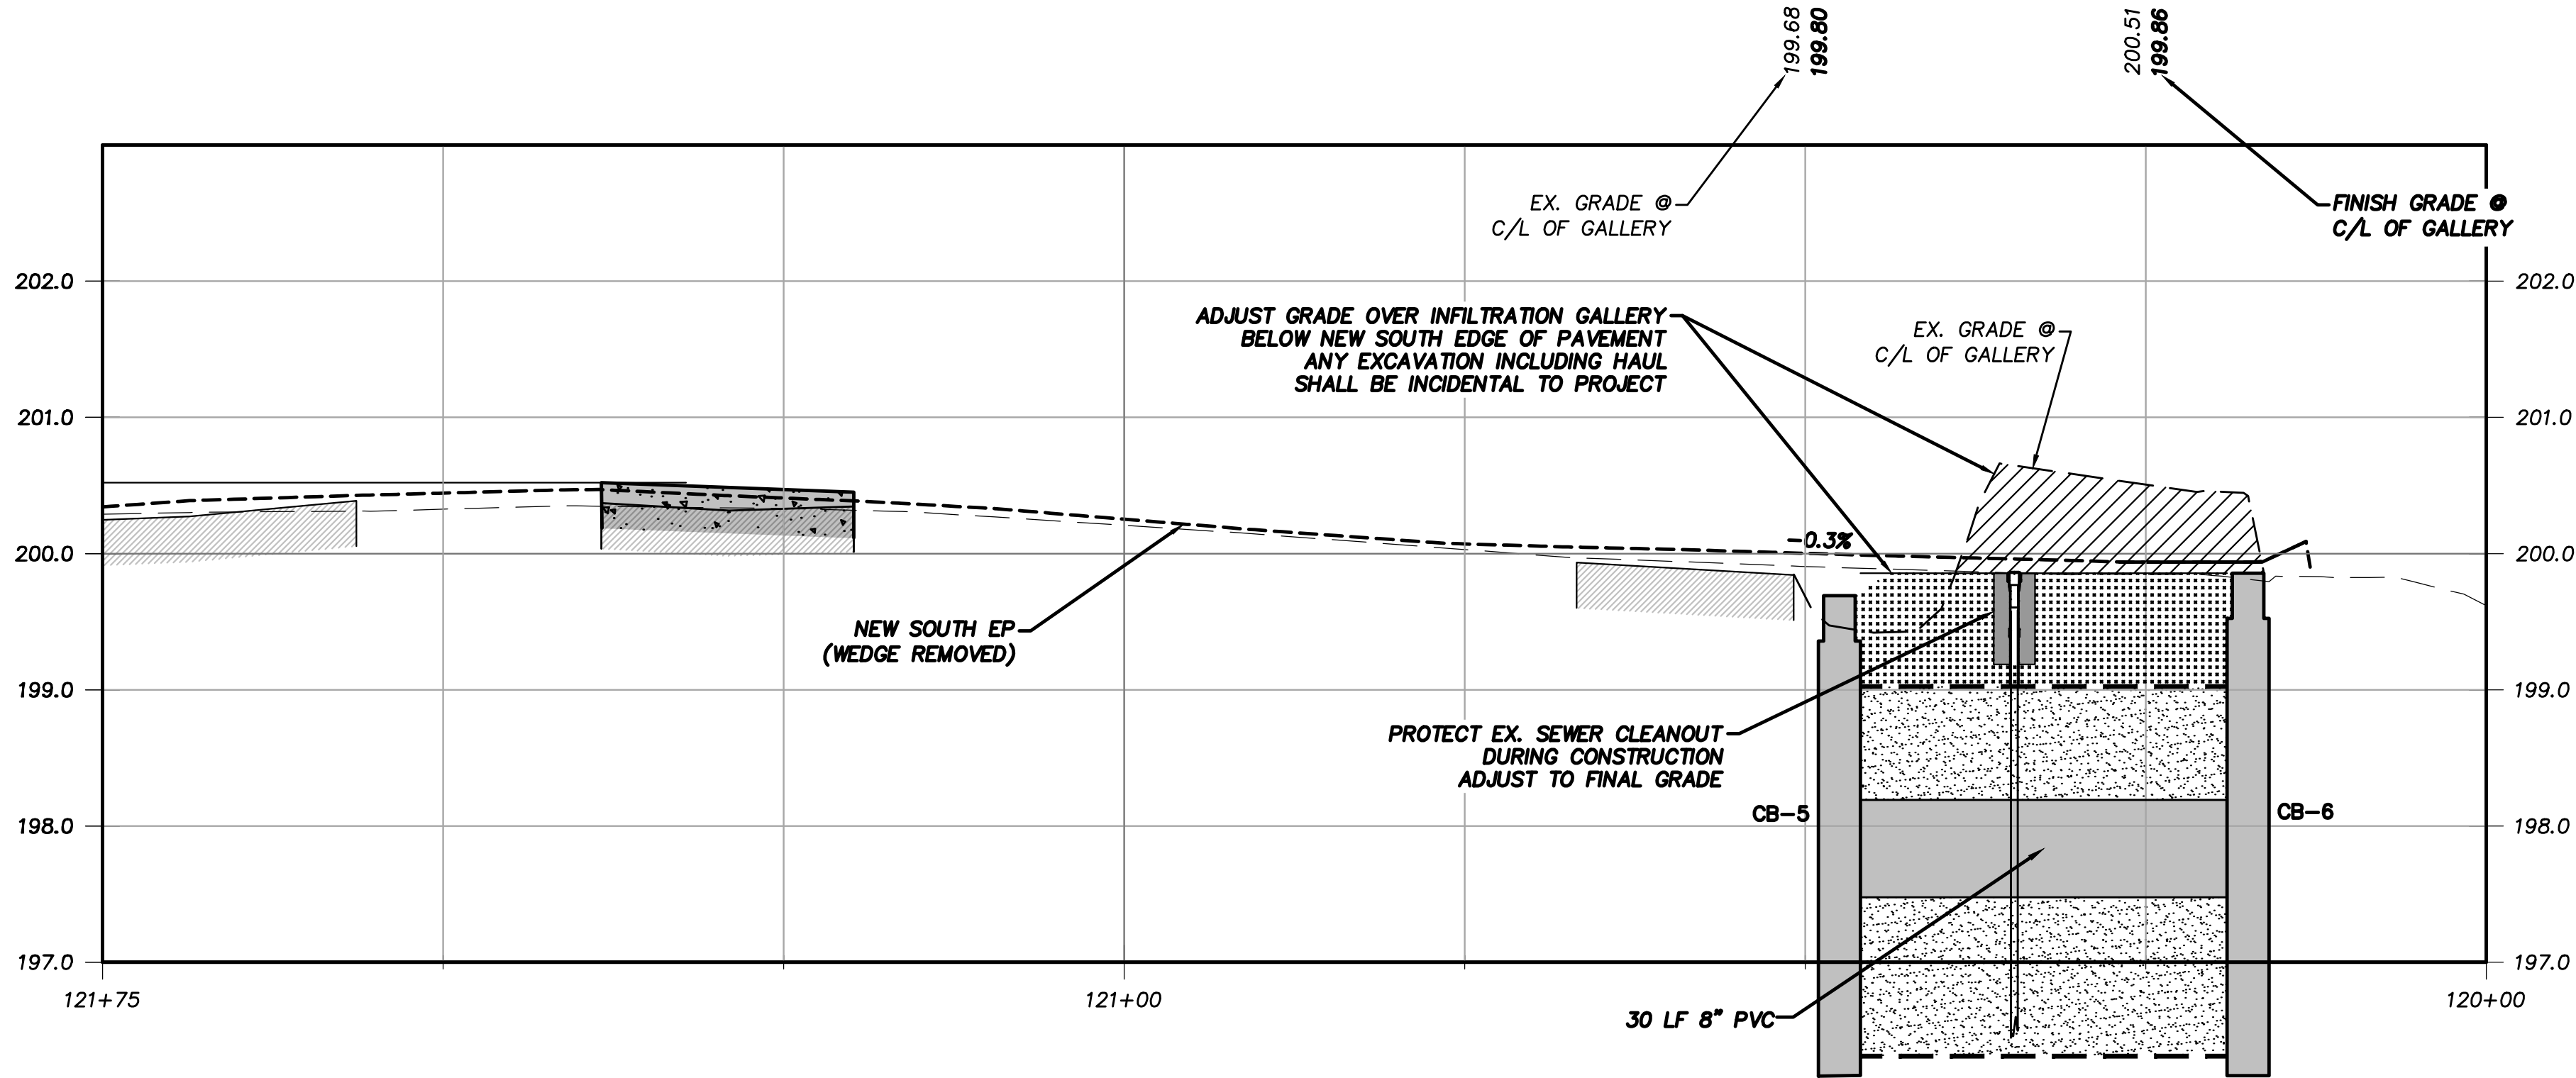 199.68
199.80
200.51
199.86
EX. GRADE @
C/L OF GALLERY
FINISH GRADE @
C/L OF GALLERY
202.0
202.0
ADJUST GRADE OVER INFILTRATION GALLERY
BELOW NEW SOUTH EDGE OF PAVEMENT
ANY EXCAVATION INCLUDING HAUL
SHALL BE INCIDENTAL TO PROJECT
EX. GRADE @
C/L OF GALLERY
201.0
201.0
-0.3%
200.0
200.0
NEW SOUTH EP
(WEDGE REMOVED)
199.0
199.0
PROTECT EX. SEWER CLEANOUT
DURING CONSTRUCTION
ADJUST TO FINAL GRADE
CB-5
CB-6
198.0
198.0
197.0
197.0
121+75
121+00
120+00
30 LF 8" PVC